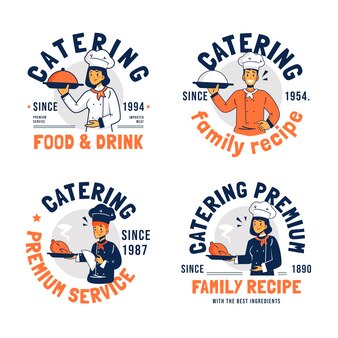 CATERING
SINCE 1994
PREMIUM SERVICE
IMPORTED MEAT
FOOD & DRINK
CATERING
SINCE 1954.
family recipe
CATERING
SINCE 1987
PREMIUM SERVICE
CATERING PREMIUM
SINCE 1890
FAMILY RECIPE
WITH THE BEST INGREDIENTS